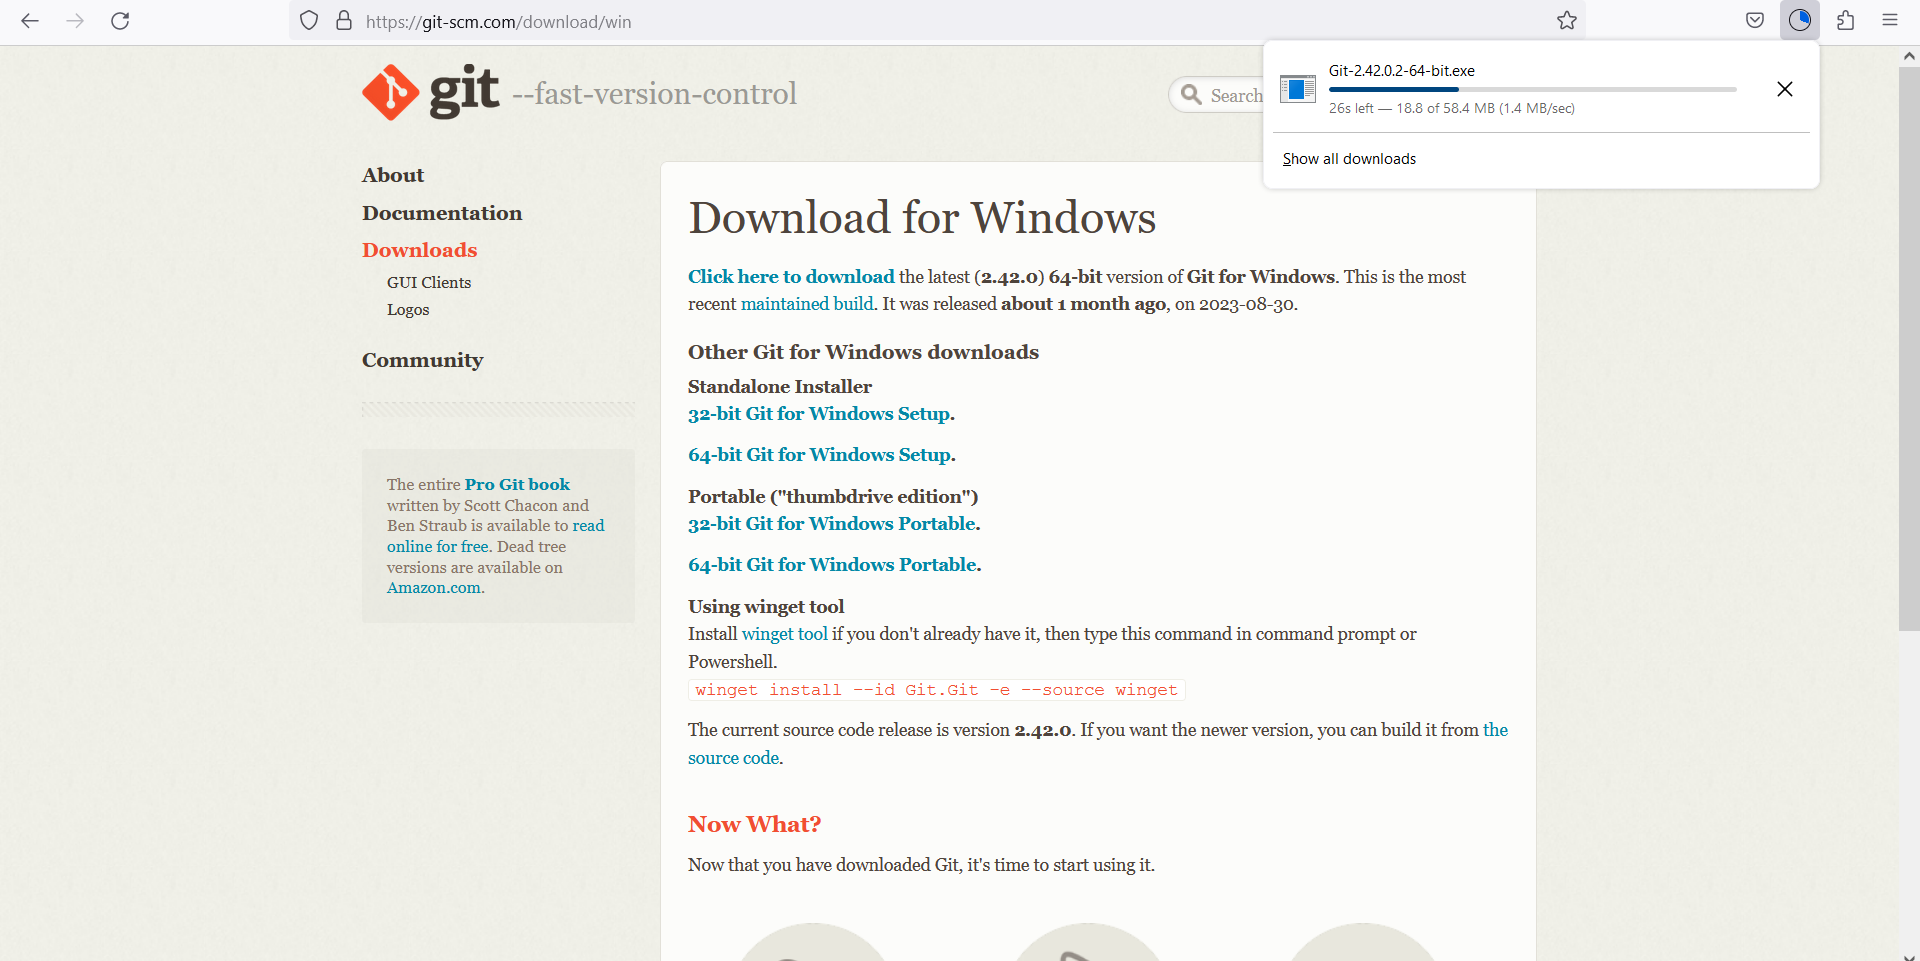 https://git-scm.com/download/win
Git-2.42.0.2-64-bit.exe
26s left — 18.8 of 58.4 MB (1.4 MB/sec)
Show all downloads
git --fast-version-control
Search
About
Documentation
Downloads
GUI Clients
Logos
Community
The entire Pro Git book
written by Scott Chacon and
Ben Straub is available to read
online for free. Dead tree
versions are available on
Amazon.com.
Download for Windows
Click here to download the latest (2.42.0) 64-bit version of Git for Windows. This is the most
recent maintained build. It was released about 1 month ago, on 2023-08-30.
Other Git for Windows downloads
Standalone Installer
32-bit Git for Windows Setup.
64-bit Git for Windows Setup.
Portable ("thumbdrive edition")
32-bit Git for Windows Portable.
64-bit Git for Windows Portable.
Using winget tool
Install winget tool if you don't already have it, then type this command in command prompt or
Powershell.
winget install --id Git.Git -e --source winget
The current source code release is version 2.42.0. If you want the newer version, you can build it from the
source code.
Now What?
Now that you have downloaded Git, it's time to start using it.